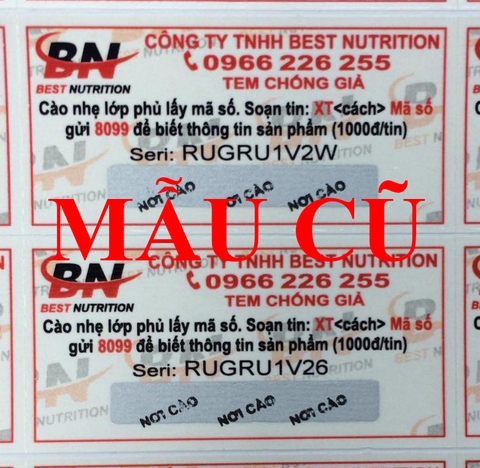 BN
BEST NUTRITION
CÔNG TY TNHH BEST NUTRITION
0966 226 255
TEM CHỐNG GIẢ
Cào nhẹ lớp phủ lấy mã số. Soạn tin: XT<cách> Mã số
gửi 8099 để biết thông tin sản phẩm (1000đ/tin)
Seri: RUGRU1V2W
NƠI CÀO NƠI CÀO NƠI CÀO
MẪU CŨ
BN
BEST NUTRITION
CÔNG TY TNHH BEST NUTRITION
0966 226 255
TEM CHỐNG GIẢ
Cào nhẹ lớp phủ lấy mã số. Soạn tin: XT<cách> Mã số
gửi 8099 để biết thông tin sản phẩm (1000đ/tin)
Seri: RUGRU1V26
NƠI CÀO NƠI CÀO NƠI CÀO